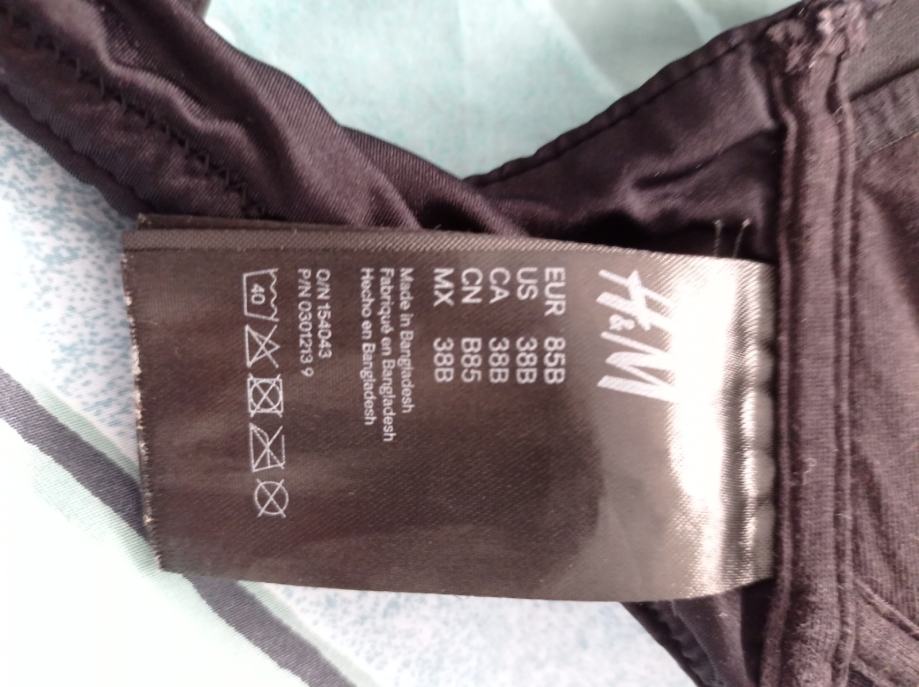 H&M
EUR 85B
US 38B
CA 38B
CN B85
MX 38B
Made in Bangladesh
Fabriqué en Bangladesh
Hecho en Bangladesh
O/N 154043
P/N 0301213 9
40